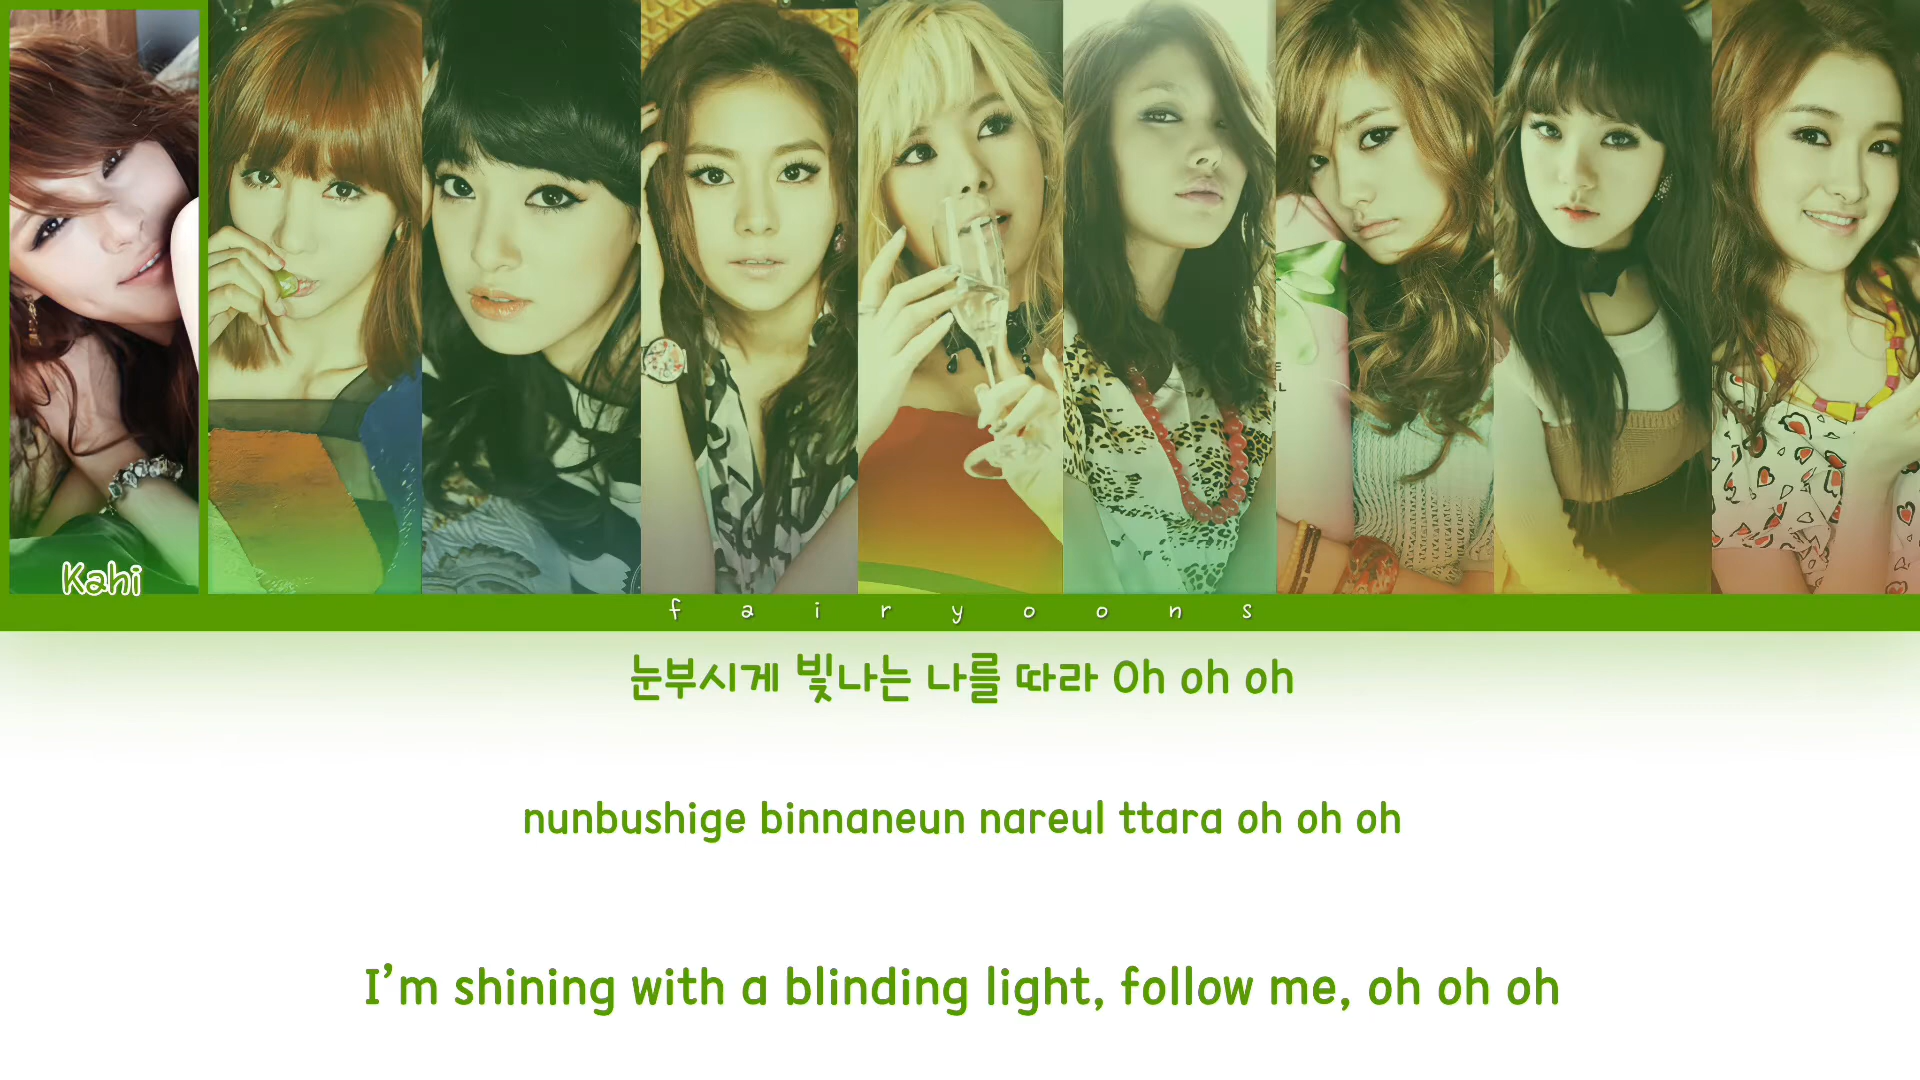 Kahi
fairyoons
눈부시게 빛나는 나를 따라 Oh oh oh
nunbushige binnaneun nareul ttara oh oh oh
I'm shining with a blinding light, follow me, oh oh oh